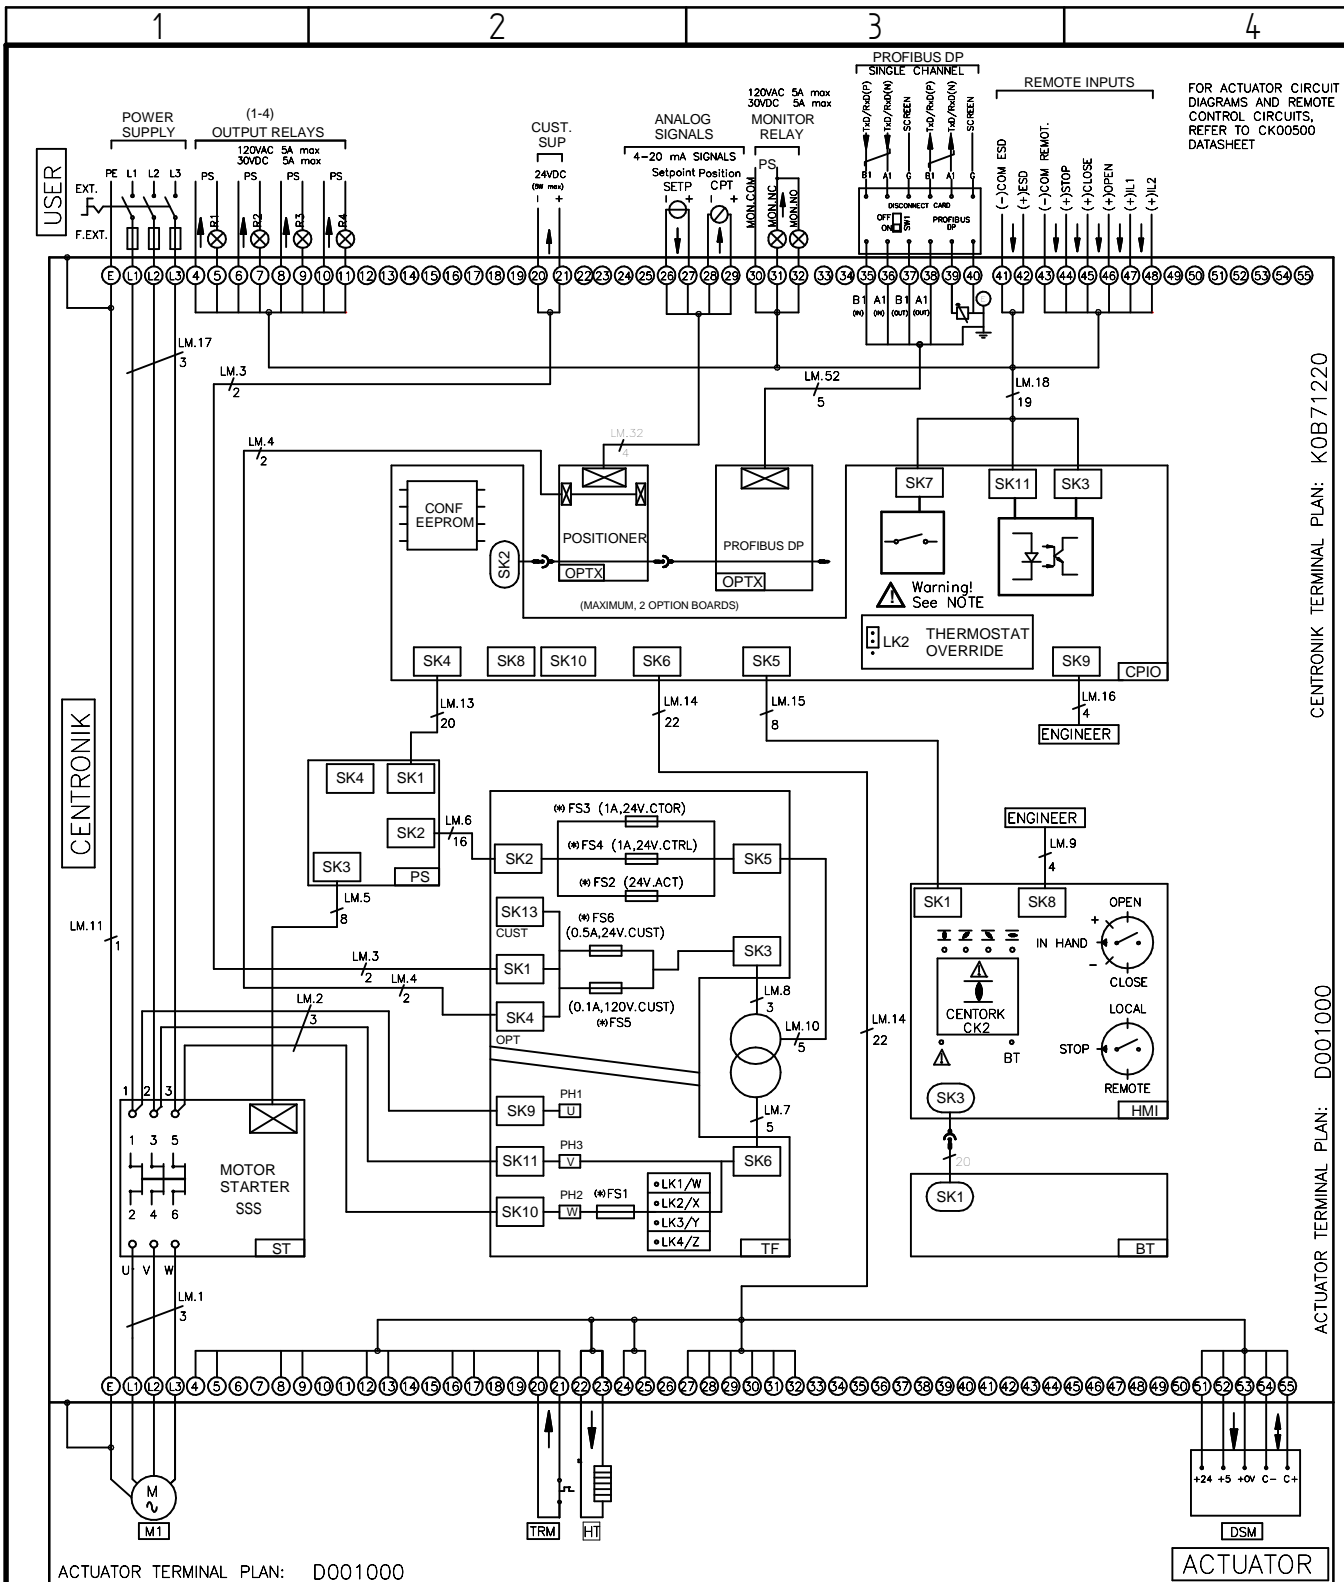 1 2 3 4
POWER
SUPPLY
(1-4)
OUTPUT RELAYS
120VAC 5A max
30VDC 5A max
CUST.
SUP
24VDC
(5W max)
- +
ANALOG
SIGNALS
4-20 mA SIGNALS
Setpoint Position
SETP CPT
- + - +
120VAC 5A max
30VDC 5A max
MONITOR
RELAY
PS
MON.COM
MON.NC
MON.NO
PROFIBUS DP
SINGLE CHANNEL
TxD/RxD(P)
TxD/RxD(N)
SCREEN
TxD/RxD(P)
TxD/RxD(N)
SCREEN
B1 A1 G B1 A1 G
DISCONNECT CARD
OFF
ON
SW1
PROFIBUS
DP
REMOTE INPUTS
(-)COM ESD
(+)ESD
(-)COM REMOT.
(+)STOP
(+)CLOSE
(+)OPEN
(+)IL1
(+)IL2
FOR ACTUATOR CIRCUIT
DIAGRAMS AND REMOTE
CONTROL CIRCUITS,
REFER TO CK00500
DATASHEET
USER
PE L1 L2 L3
EXT.
F.EXT.
PS PS PS PS
R1 R2 R3 R4
E L1 L2 L3 4 5 6 7 8 9 10 11 12 13 14 15 16 17 18 19 20 21 22 23 24 25 26 27 28 29 30 31 32 33 34 35 36 37 38 39 40 41 42 43 44 45 46 47 48 49 50 51 52 53 54 55
B1 A1 B1 A1
(IN) (IN) (OUT) (OUT)
LM.17
3
LM.3
2
LM.52
5
LM.18
19
LM.4
2
LM.32
4
CONF
EEPROM
SK2
POSITIONER
OPTX
PROFIBUS DP
OPTX
(MAXIMUM, 2 OPTION BOARDS)
SK7 SK11 SK3
Warning!
See NOTE
LK2 THERMOSTAT
OVERRIDE
SK4 SK8 SK10 SK6 SK5 SK9
CPIO
LM.13
20
LM.14
22
LM.15
8
LM.16
4
ENGINEER
CENTRONIK TERMINAL PLAN: K0B71220
CENTRONIK
SK4 SK1
SK2
SK3
PS
LM.6
16
LM.5
8
(*) FS3 (1A,24V.CTOR)
(*) FS4 (1A,24V.CTRL)
(*) FS2 (24V.ACT)
SK2 SK5
SK13
CUST
(*) FS6
(0.5A,24V.CUST)
SK1
SK3
SK4
OPT
(0.1A,120V.CUST)
(*)FS5
LM.11
1
LM.3
2
LM.4
2
LM.2
3
LM.8
3
LM.10
5
LM.14
22
LM.7
5
SK9 PH1
U
SK11 PH3
V
SK10 PH2
W
(*)FS1
SK6
LK1/W
LK2/X
LK3/Y
LK4/Z
TF
ENGINEER
LM.9
4
SK1 SK8
OPEN
+
IN HAND
-
CLOSE
CENTORK
CK2
BT
LOCAL
STOP
REMOTE
SK3
HMI
20
SK1
BT
1 2 3
1 3 5
2 4 6
MOTOR
STARTER
SSS
ST
U V W
LM.1
3
ACTUATOR TERMINAL PLAN: D001000
E L1 L2 L3 4 5 6 7 8 9 10 11 12 13 14 15 16 17 18 19 20 21 22 23 24 25 26 27 28 29 30 31 32 33 34 35 36 37 38 39 40 41 42 43 44 45 46 47 48 49 50 51 52 53 54 55
M
M1
TRM
HT
+24 +5 +0V C- C+
DSM
ACTUATOR TERMINAL PLAN: D001000
ACTUATOR